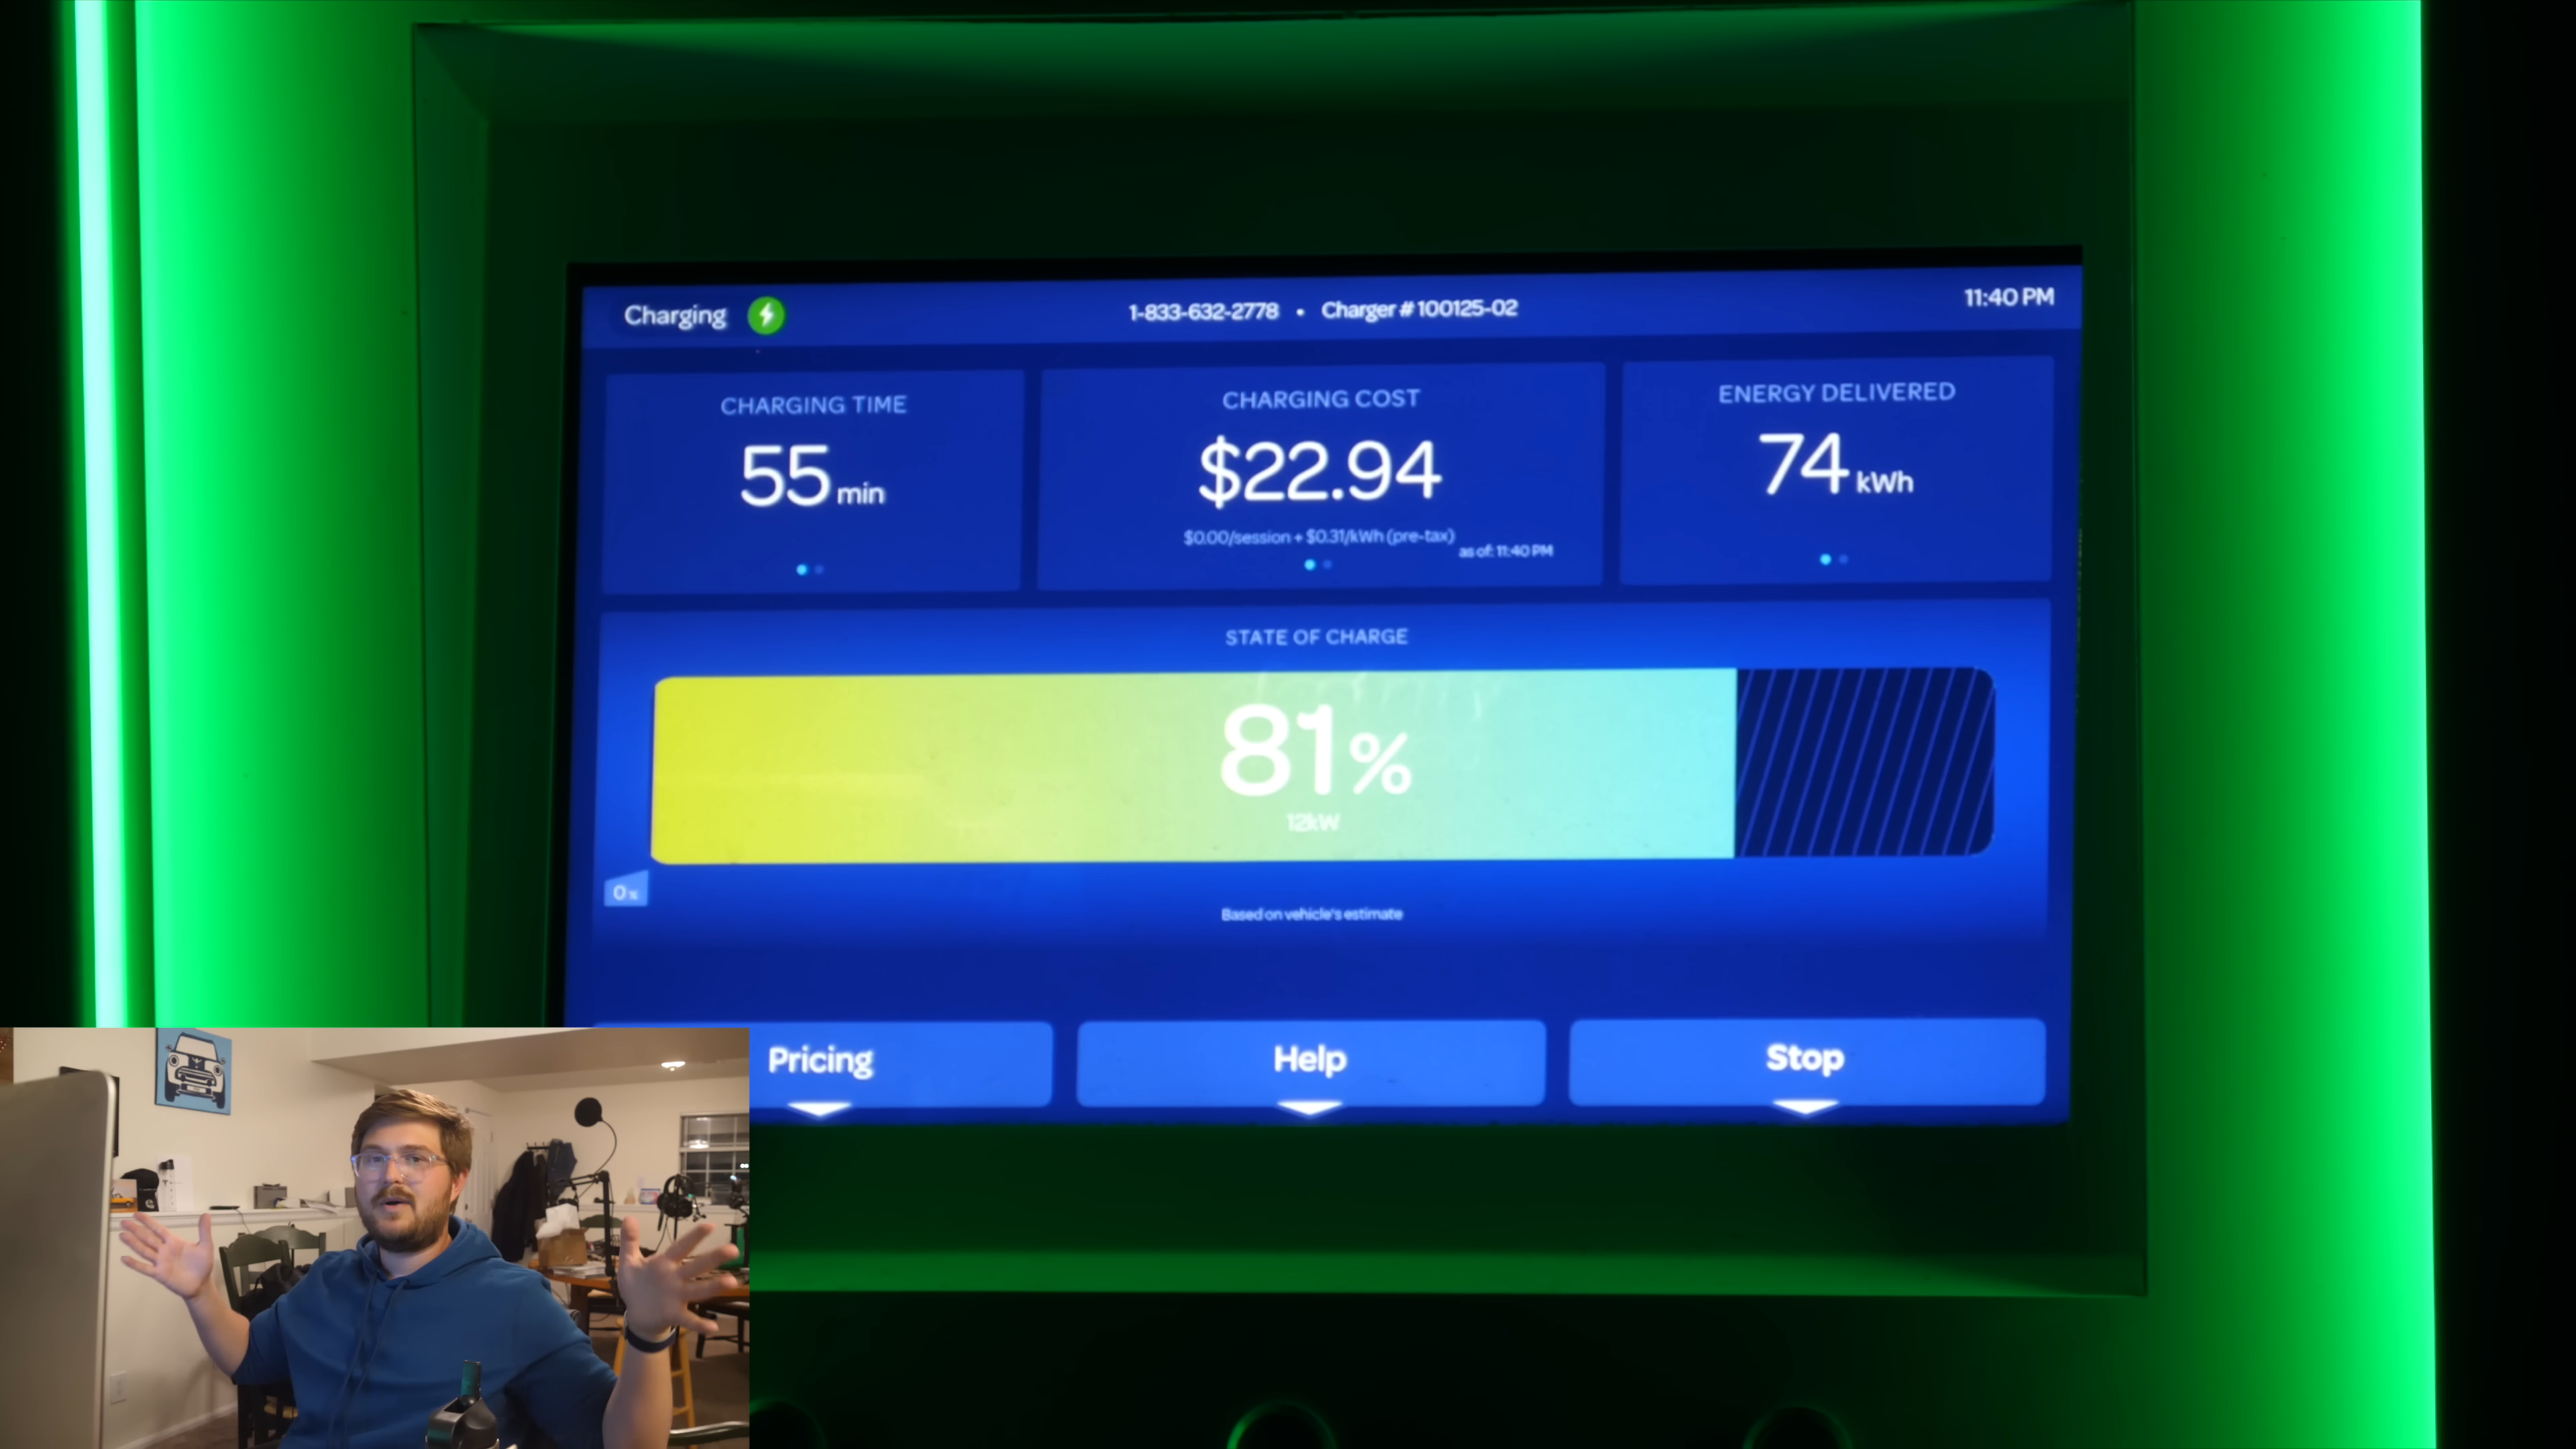 Charging
1-833-632-2778 • Charger # 100125-02
11:40 PM
CHARGING TIME
55 min
CHARGING COST
$22.94
$0.00/session + $0.31/kWh (pre-tax)
as of: 11:40 PM
ENERGY DELIVERED
74 kWh
STATE OF CHARGE
81%
12kW
0%
Based on vehicle's estimate
Pricing
Help
Stop